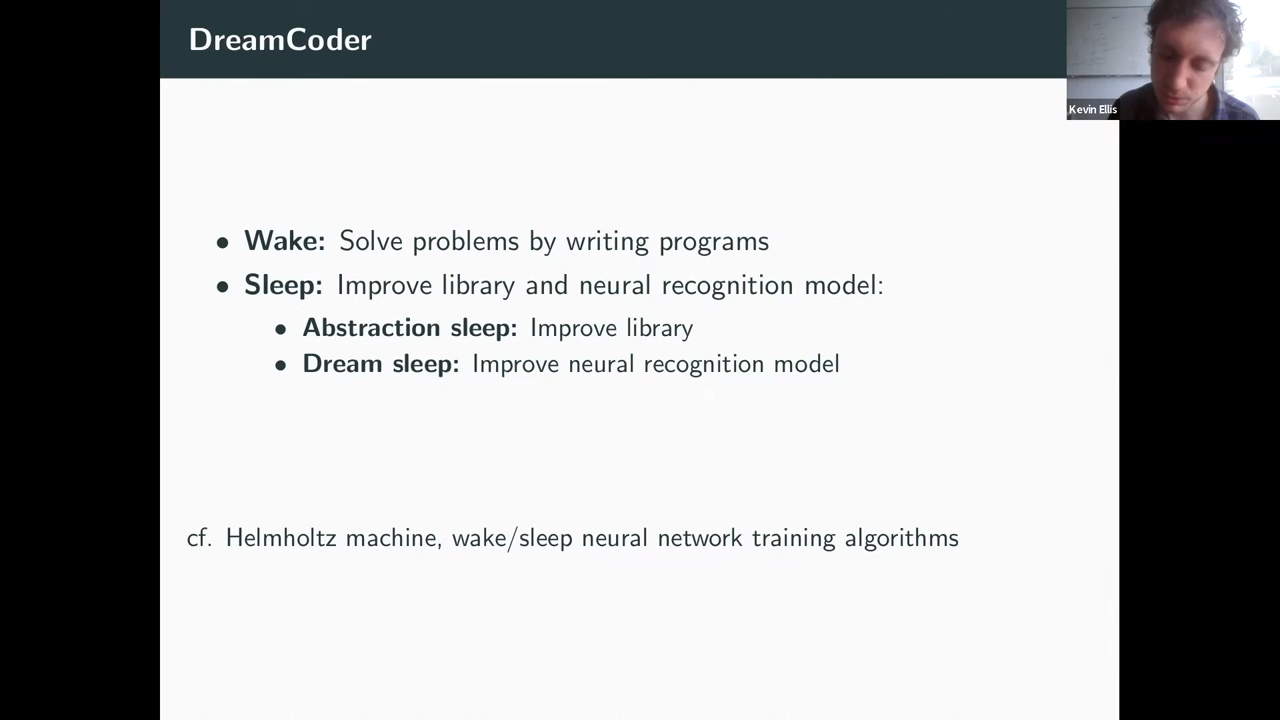 DreamCoder
Kevin Ellis
• Wake: Solve problems by writing programs
• Sleep: Improve library and neural recognition model:
• Abstraction sleep: Improve library
• Dream sleep: Improve neural recognition model
cf. Helmholtz machine, wake/sleep neural network training algorithms